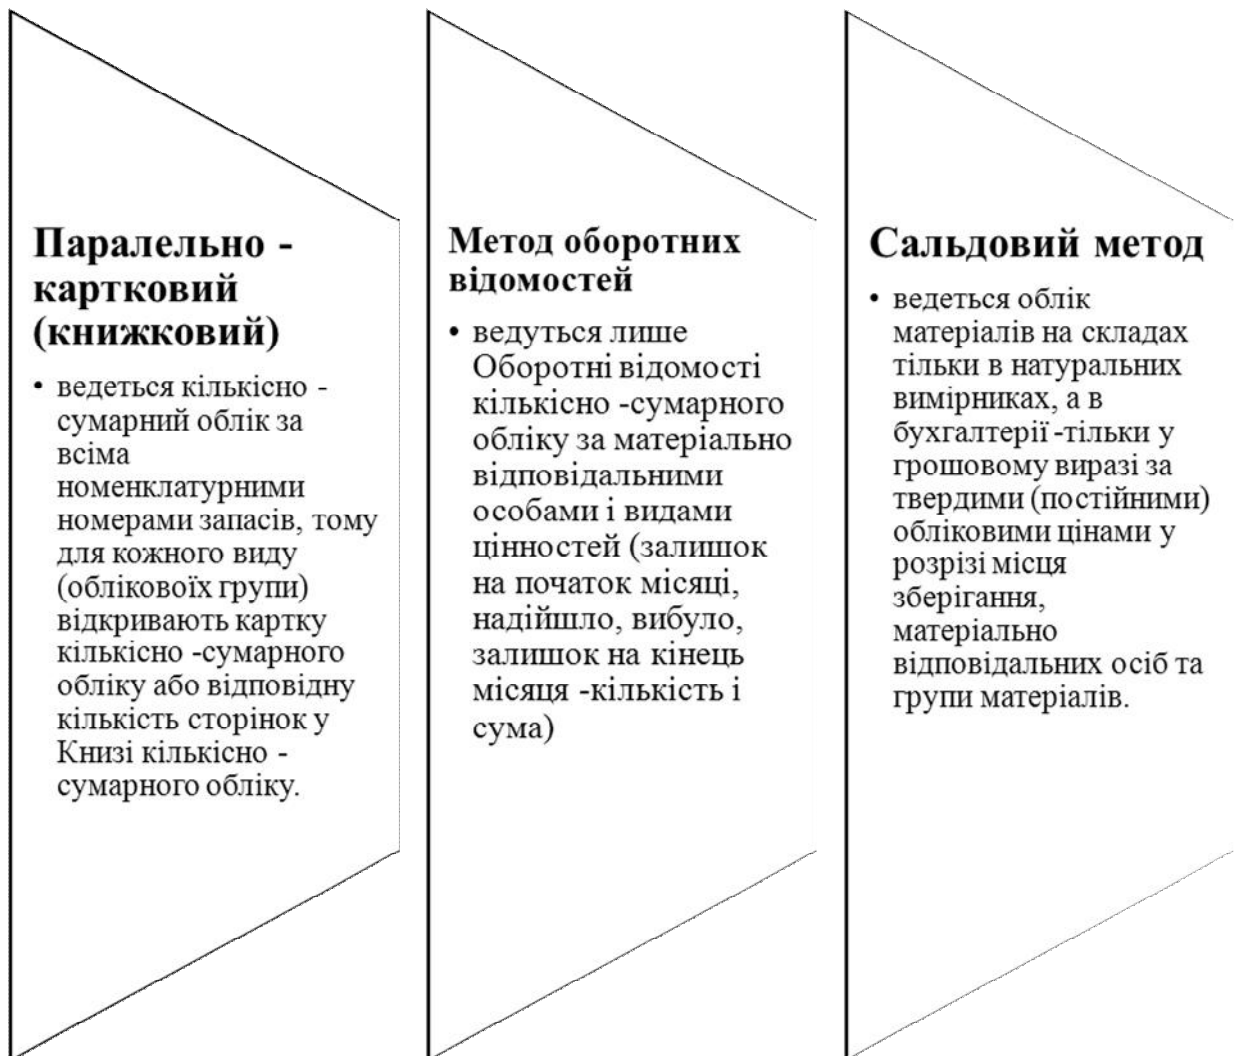 Паралельно -
картковий
(книжковий)
• ведеться кількісно -
сумарний облік за
всіма
номенклатурними
номерами запасів, тому
для кожного виду
(обліковоїх групи)
відкривають картку
кількісно -сумарного
обліку або відповідну
кількість сторінок у
Книзі кількісно -
сумарного обліку.
Метод оборотних
відомостей
• ведуться лише
Оборотні відомості
кількісно -сумарного
обліку за матеріально
відповідальними
особами і видами
цінностей (залишок
на початок місяці,
надійшло, вибуло,
залишок на кінець
місяця -кількість і
сума)
Сальдовий метод
• ведеться облік
матеріалів на складах
тільки в натуральних
вимірниках, а в
бухгалтерії -тільки у
грошовому виразі за
твердими (постійними)
обліковими цінами у
розрізі місця
зберігання,
матеріально
відповідальних осіб та
групи матеріалів.